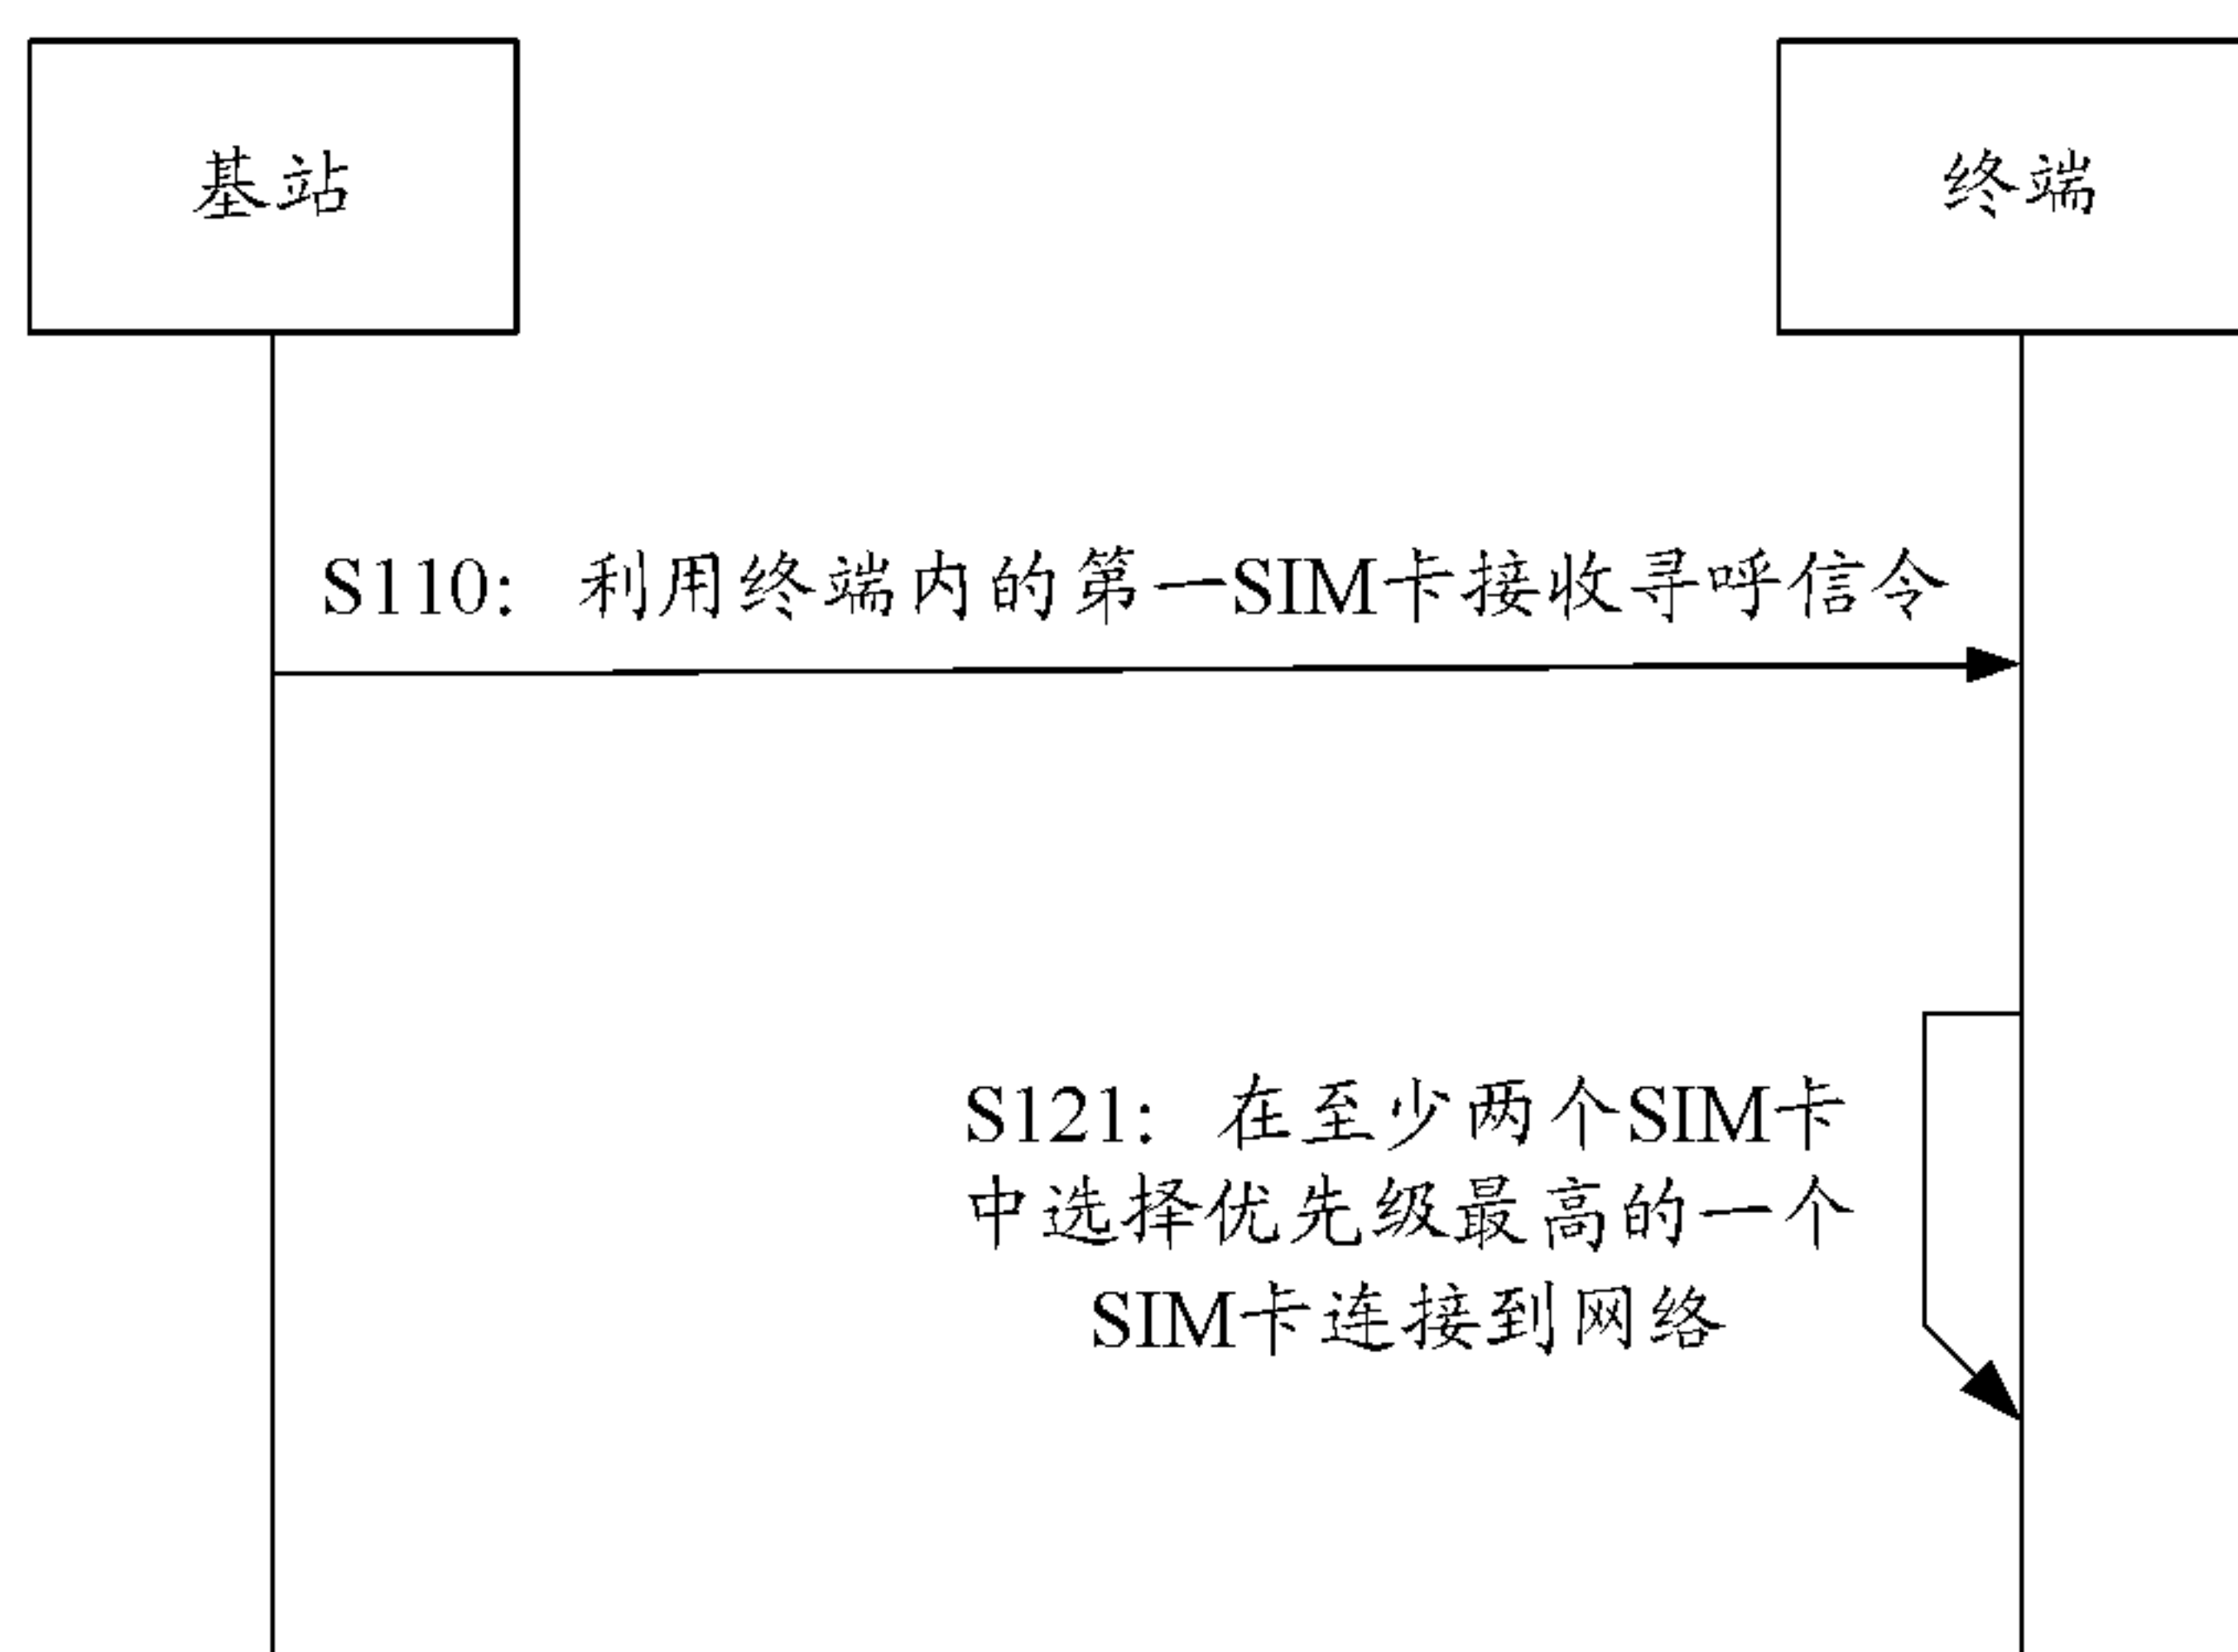 基站
终端
S110：利用终端内的第一SIM卡接收寻呼信令
S121：在至少两个SIM卡
中选择优先级最高的一个
SIM卡连接到网络